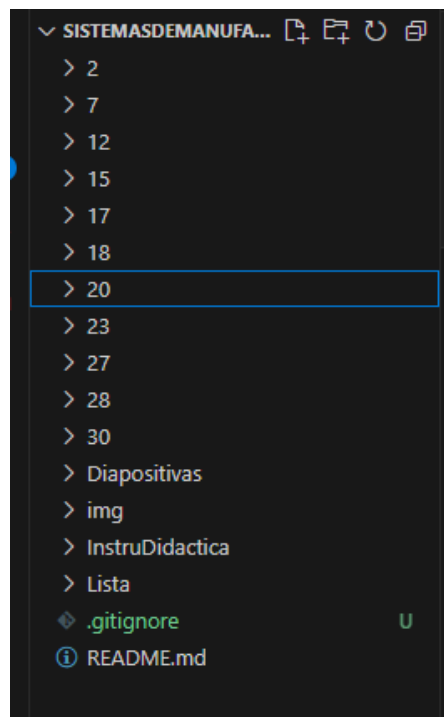 SISTEMASDEMANUFA...
2
7
12
15
17
18
20
23
27
28
30
Diapositivas
img
InstruDidactica
Lista
.gitignore U
README.md